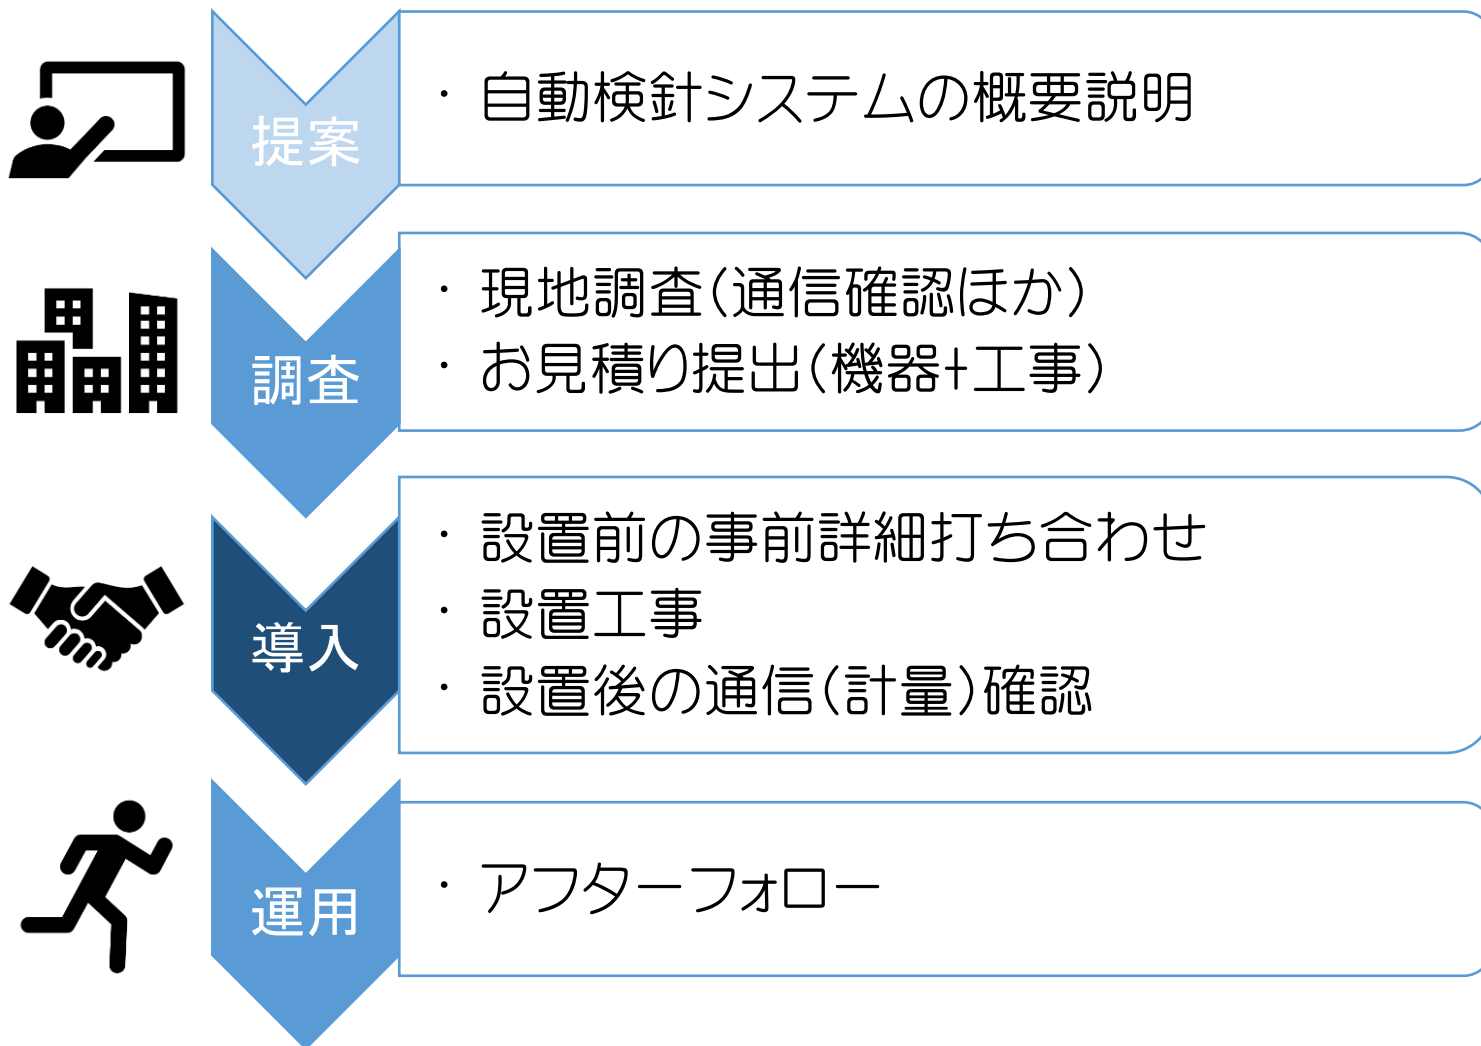 提案
・自動検針システムの概要説明
調査
・現地調査(通信確認ほか)
・お見積り提出(機器+工事)
導入
・設置前の事前詳細打ち合わせ
・設置工事
・設置後の通信(計量)確認
運用
・アフターフォロー